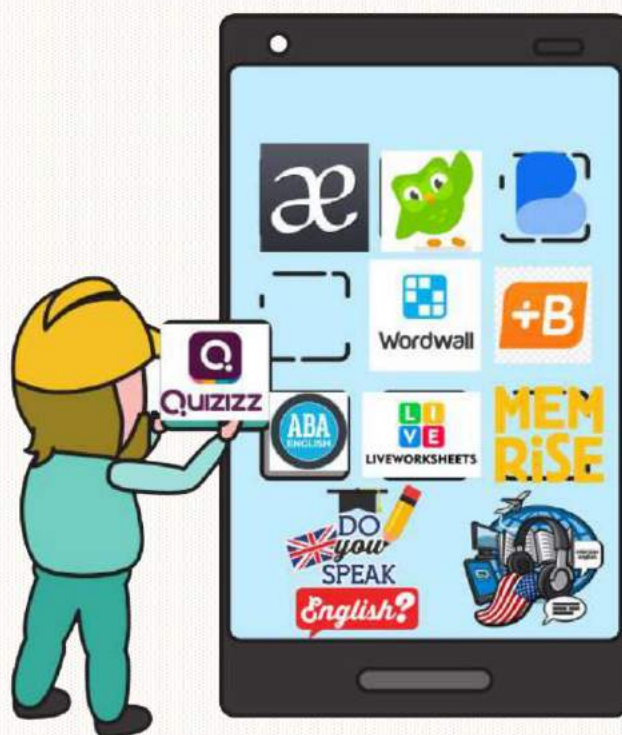 æ
Wordwall
+B
QUIZIZZ
ABA
ENGLISH
LIVE
LIVEWORKSHEETS
MEM
RiSE
DO
you
SPEAK
English?